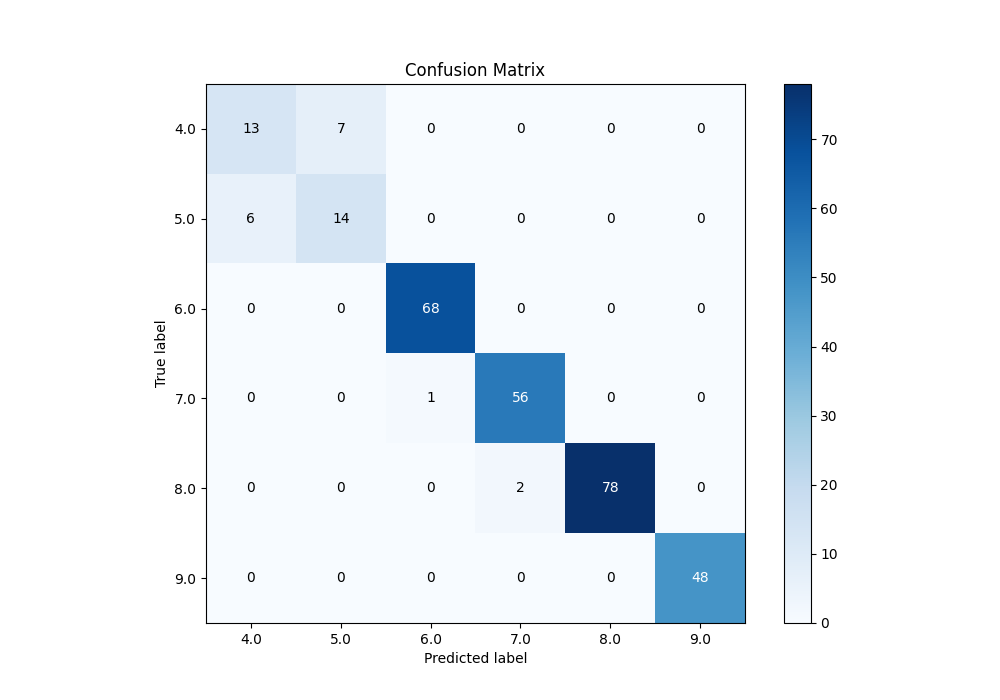 Confusion Matrix
True label
4.0 13 7 0 0 0 0
5.0 6 14 0 0 0 0
6.0 0 0 68 0 0 0
7.0 0 0 1 56 0 0
8.0 0 0 0 2 78 0
9.0 0 0 0 0 0 48
4.0 5.0 6.0 7.0 8.0 9.0
Predicted label
70
60
50
40
30
20
10
0